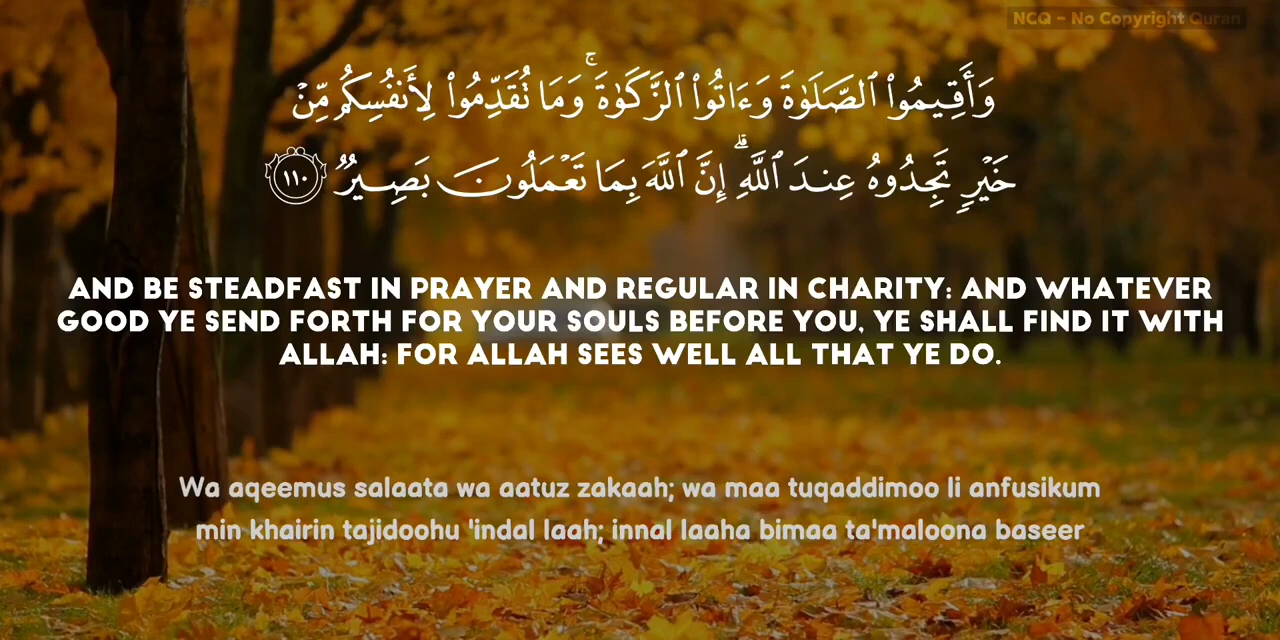 NCQ - No Copyright Quran
وَأَقِيمُوا۟ ٱلصَّلَوٰةَ وَءَاتُوا۟ ٱلزَّكَوٰةَ ۚ وَمَا تُقَدِّمُوا۟ لِأَنفُسِكُم مِّنْ
خَيْرٍ تَجِدُوهُ عِندَ ٱللَّهِ ۗ إِنَّ ٱللَّهَ بِمَا تَعْمَلُونَ بَصِيرٌ ١١٠
AND BE STEADFAST IN PRAYER AND REGULAR IN CHARITY: AND WHATEVER
GOOD YE SEND FORTH FOR YOUR SOULS BEFORE YOU, YE SHALL FIND IT WITH
ALLAH: FOR ALLAH SEES WELL ALL THAT YE DO.
Wa aqeemus salaata wa aatuz zakaah; wa maa tuqaddimoo li anfusikum
min khairin tajidoohu 'indal laah; innal laaha bimaa ta'maloona baseer